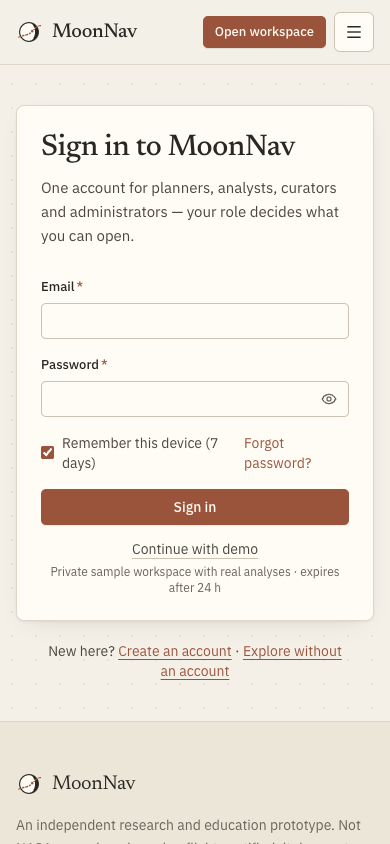 MoonNav
Open workspace
Sign in to MoonNav
One account for planners, analysts, curators
and administrators — your role decides what
you can open.
Email *
Password *
Remember this device (7
days)
Forgot
password?
Sign in
Continue with demo
Private sample workspace with real analyses · expires
after 24 h
New here? Create an account · Explore without
an account
MoonNav
An independent research and education prototype. Not